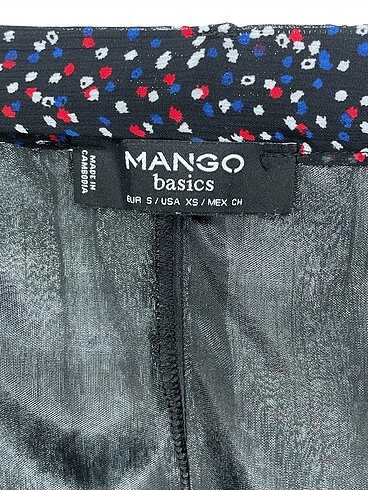 MANGO
basics
EUR S / USA XS / MEX CH
MADE IN
CAMBODIA